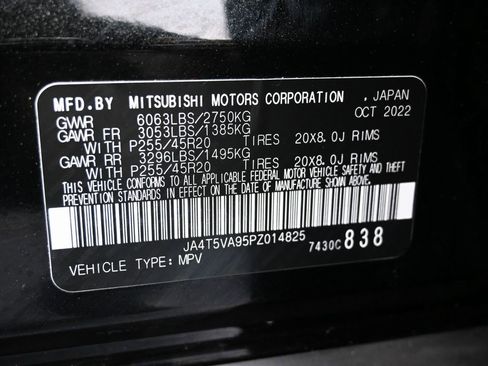 MFD.BY MITSUBISHI MOTORS CORPORATION , JAPAN
GVWR 6063LBS/2750KG OCT 2022
GAWR FR 3053LBS/1385KG
WITH P255/45R20 TIRES 20X8.0J RIMS
GAWR RR 3296LBS/1495KG
WITH P255/45R20 TIRES 20X8.0J RIMS
THIS VEHICLE CONFORMS TO ALL APPLICABLE FEDERAL MOTOR VEHICLE SAFETY AND THEFT
PREVENTION STANDARDS IN EFFECT ON THE DATE OF MANUFACTURE SHOWN ABOVE.
JA4T5VA95PZ014825 7430C 838
VEHICLE TYPE: MPV